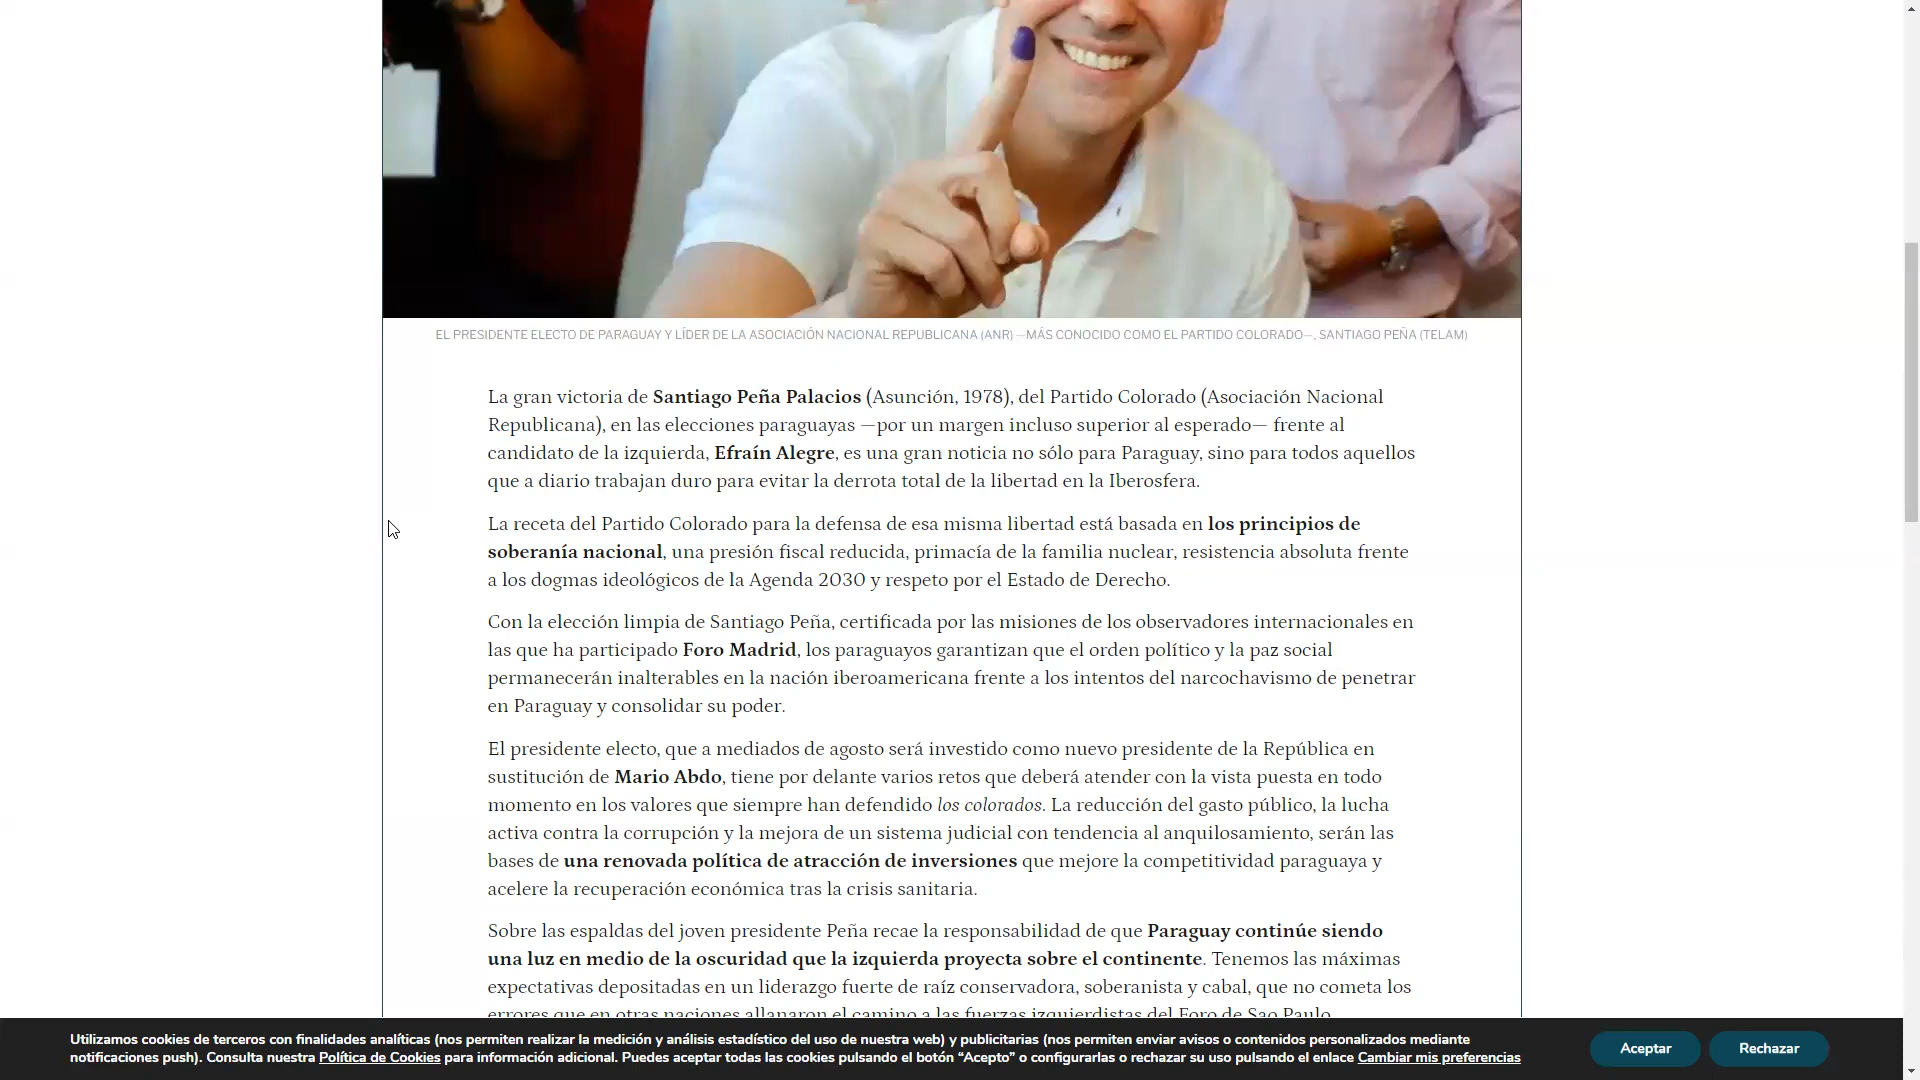 EL PRESIDENTE ELECTO DE PARAGUAY Y LÍDER DE LA ASOCIACIÓN NACIONAL REPUBLICANA (ANR) —MÁS CONOCIDO COMO EL PARTIDO COLORADO—, SANTIAGO PEÑA (TELAM)
La gran victoria de Santiago Peña Palacios (Asunción, 1978), del Partido Colorado (Asociación Nacional
Republicana), en las elecciones paraguayas —por un margen incluso superior al esperado— frente al
candidato de la izquierda, Efraín Alegre, es una gran noticia no sólo para Paraguay, sino para todos aquellos
que a diario trabajan duro para evitar la derrota total de la libertad en la Iberosfera.
La receta del Partido Colorado para la defensa de esa misma libertad está basada en los principios de
soberanía nacional, una presión fiscal reducida, primacía de la familia nuclear, resistencia absoluta frente
a los dogmas ideológicos de la Agenda 2030 y respeto por el Estado de Derecho.
Con la elección limpia de Santiago Peña, certificada por las misiones de los observadores internacionales en
las que ha participado Foro Madrid, los paraguayos garantizan que el orden político y la paz social
permanecerán inalterables en la nación iberoamericana frente a los intentos del narcochavismo de penetrar
en Paraguay y consolidar su poder.
El presidente electo, que a mediados de agosto será investido como nuevo presidente de la República en
sustitución de Mario Abdo, tiene por delante varios retos que deberá atender con la vista puesta en todo
momento en los valores que siempre han defendido los colorados. La reducción del gasto público, la lucha
activa contra la corrupción y la mejora de un sistema judicial con tendencia al anquilosamiento, serán las
bases de una renovada política de atracción de inversiones que mejore la competitividad paraguaya y
acelere la recuperación económica tras la crisis sanitaria.
Sobre las espaldas del joven presidente Peña recae la responsabilidad de que Paraguay continúe siendo
una luz en medio de la oscuridad que la izquierda proyecta sobre el continente. Tenemos las máximas
expectativas depositadas en un liderazgo fuerte de raíz conservadora, soberanista y cabal, que no cometa los
errores que en otras naciones allanaron el camino a las fuerzas izquierdistas del Foro de Sao Paulo
Utilizamos cookies de terceros con finalidades analíticas (nos permiten realizar la medición y análisis estadístico del uso de nuestra web) y publicitarias (nos permiten enviar avisos o contenidos personalizados mediante
notificaciones push). Consulta nuestra Política de Cookies para información adicional. Puedes aceptar todas las cookies pulsando el botón “Acepto” o configurarlas o rechazar su uso pulsando el enlace Cambiar mis preferencias
Aceptar
Rechazar